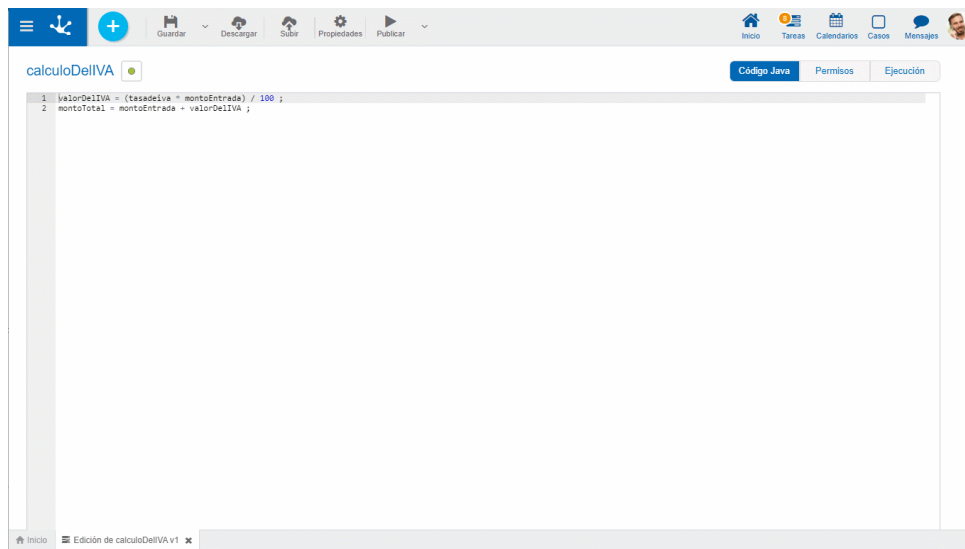 Guardar
Descargar
Subir
Propiedades
Publicar
Inicio
5
Tareas
Calendarios
Casos
Mensajes
calculoDelIVA
Código Java
Permisos
Ejecución
1 valorDelIVA = (tasadeiva * montoEntrada) / 100 ;
2 montoTotal = montoEntrada + valorDelIVA ;
Inicio
Edición de calculoDelIVA v1